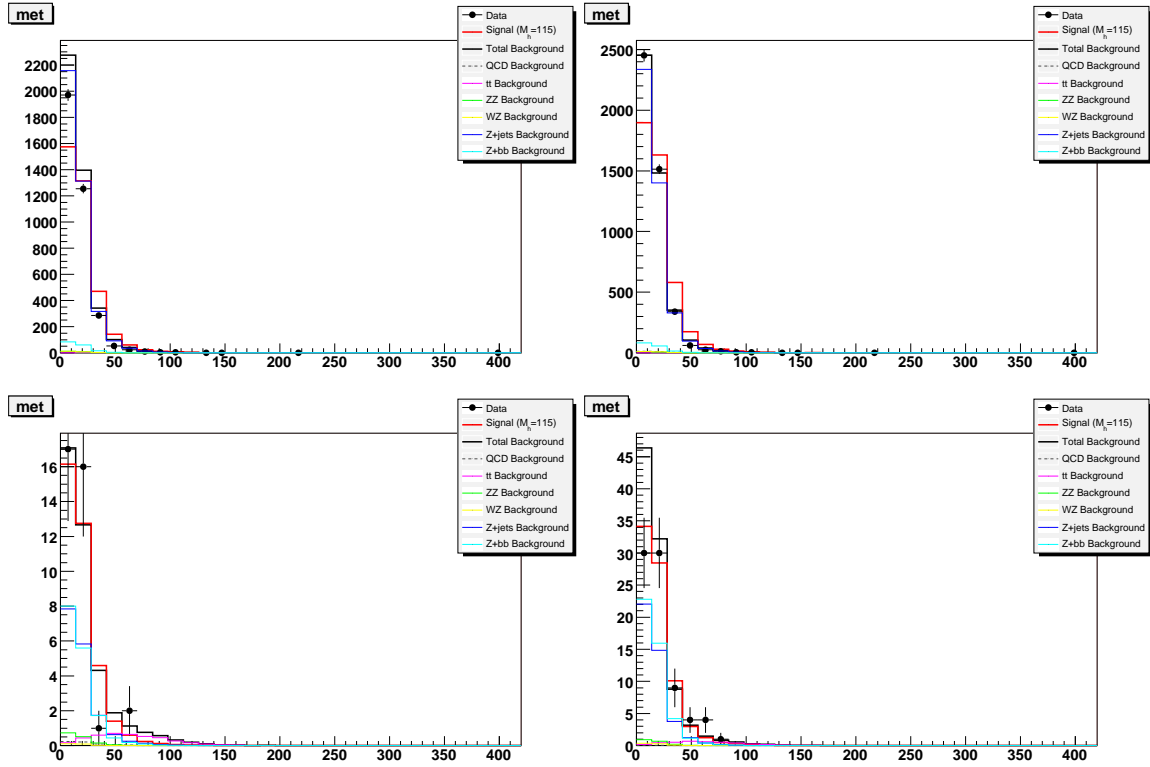 met
Data
Signal (M_h=115)
Total Background
QCD Background
tt Background
ZZ Background
WZ Background
Z+jets Background
Z+bb Background
2200
2000
1800
1600
1400
1200
1000
800
600
400
200
0
0 50 100 150 200 250 300 350 400
met
Data
Signal (M_h=115)
Total Background
QCD Background
tt Background
ZZ Background
WZ Background
Z+jets Background
Z+bb Background
2500
2000
1500
1000
500
0
0 50 100 150 200 250 300 350 400
met
Data
Signal (M_h=115)
Total Background
QCD Background
tt Background
ZZ Background
WZ Background
Z+jets Background
Z+bb Background
16
14
12
10
8
6
4
2
0
0 50 100 150 200 250 300 350 400
met
Data
Signal (M_h=115)
Total Background
QCD Background
tt Background
ZZ Background
WZ Background
Z+jets Background
Z+bb Background
45
40
35
30
25
20
15
10
5
0
0 50 100 150 200 250 300 350 400